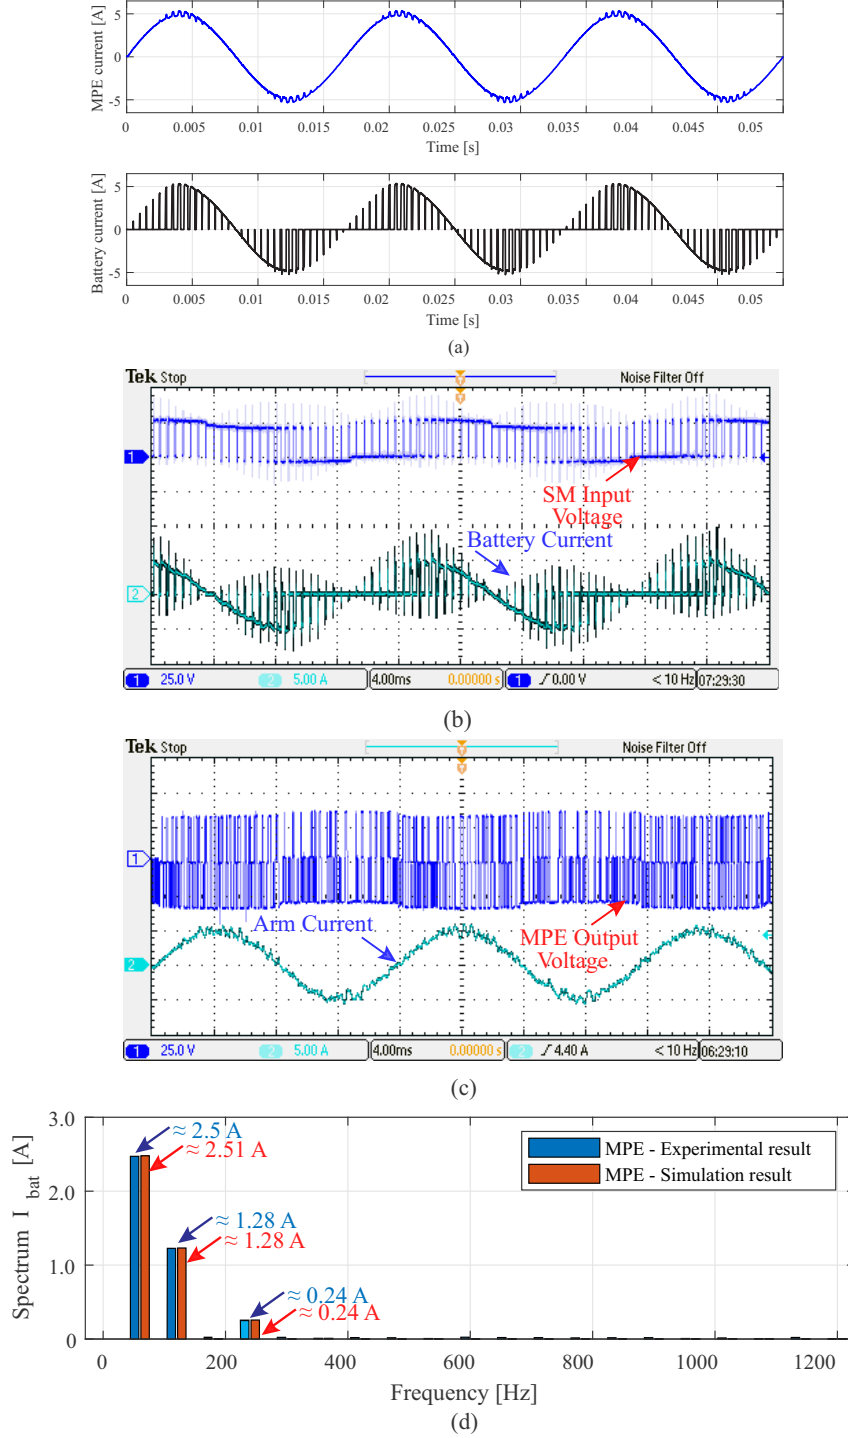 MPE current [A]
5
0
-5
0 0.005 0.01 0.015 0.02 0.025 0.03 0.035 0.04 0.045 0.05
Time [s]
Battery current [A]
5
0
-5
0 0.005 0.01 0.015 0.02 0.025 0.03 0.035 0.04 0.045 0.05
Time [s]
(a)
Tek Stop Noise Filter Off
T
T
1
SM Input
Voltage
Battery Current
2
1 25.0 V 2 5.00 A 4.00ms 0.00000 s 1 0.00 V < 10 Hz 07:29:30
(b)
Tek Stop Noise Filter Off
T
T
1
Arm Current
MPE Output
Voltage
2
1 25.0 V 2 5.00 A 4.00ms 0.00000 s 2 4.40 A < 10 Hz 06:29:10
(c)
Spectrum I bat [A]
3.0
2.0
1.0
0
≈ 2.5 A
≈ 2.51 A
≈ 1.28 A
≈ 1.28 A
≈ 0.24 A
≈ 0.24 A
MPE - Experimental result
MPE - Simulation result
0 200 400 600 800 1000 1200
Frequency [Hz]
(d)